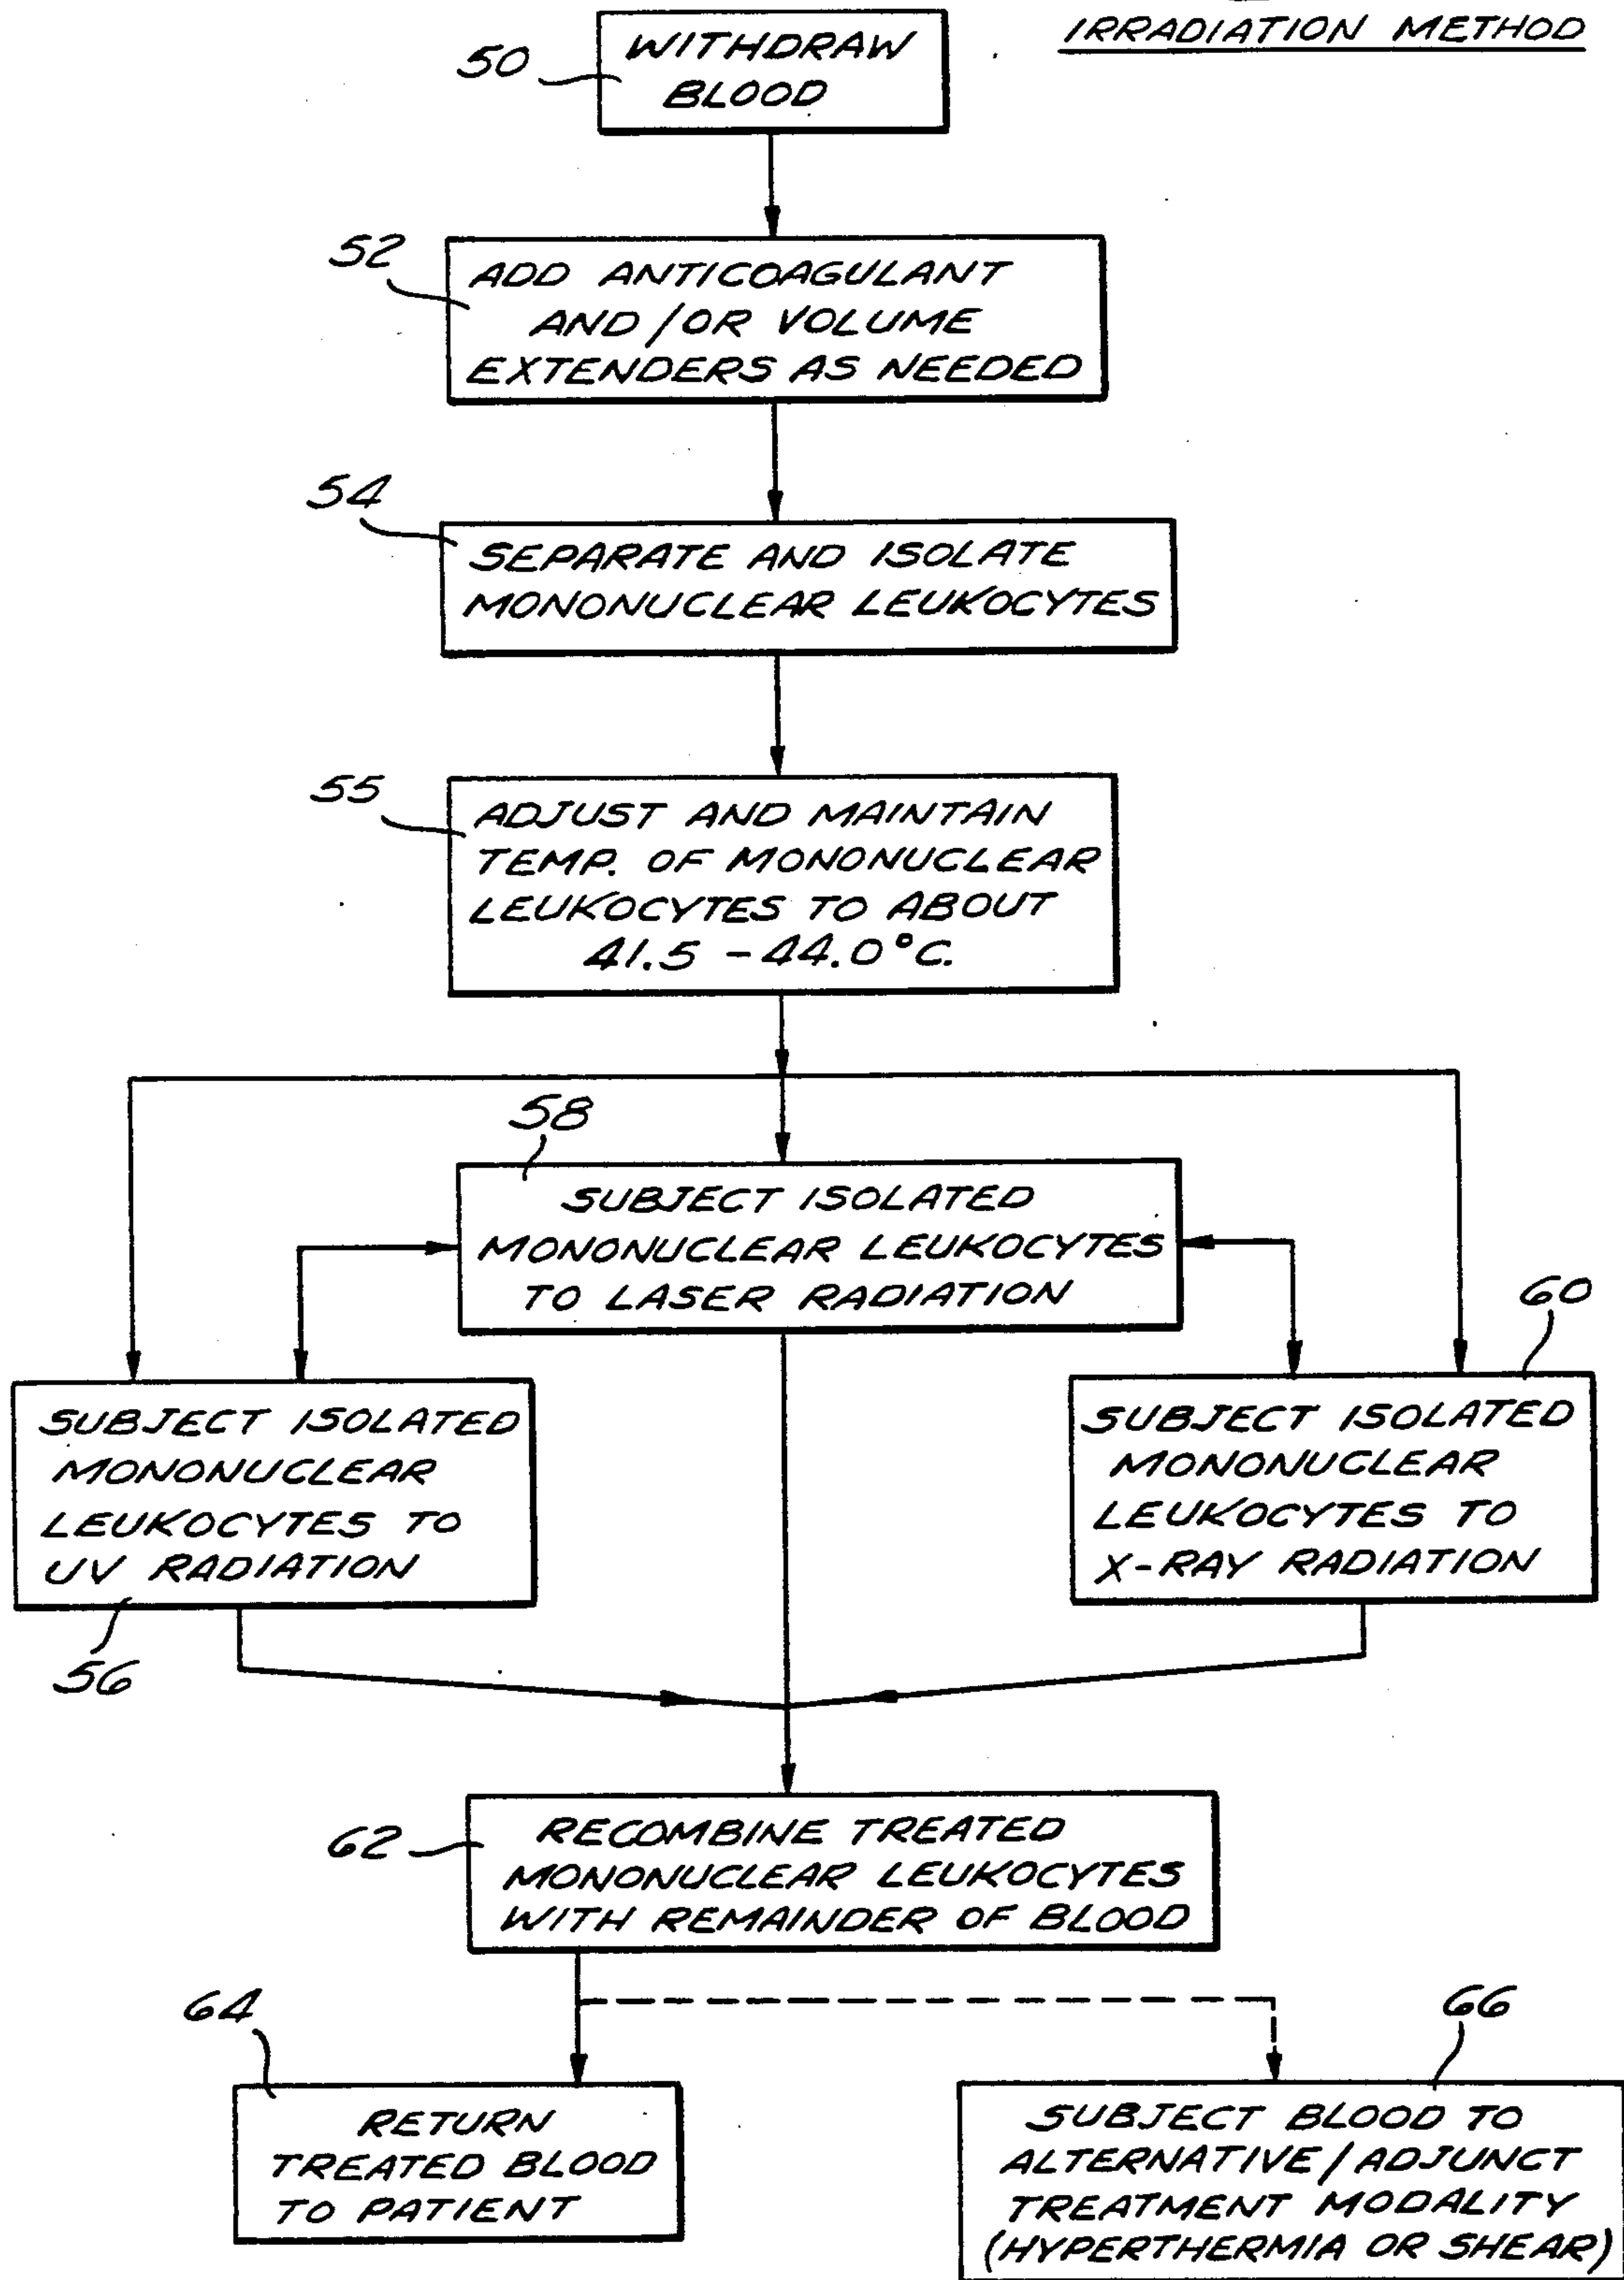 IRRADIATION METHOD
50
WITHDRAW
BLOOD
52
ADD ANTICOAGULANT
AND/OR VOLUME
EXTENDERS AS NEEDED
54
SEPARATE AND ISOLATE
MONONUCLEAR LEUKOCYTES
55
ADJUST AND MAINTAIN
TEMP. OF MONONUCLEAR
LEUKOCYTES TO ABOUT
41.5 - 44.0°C.
58
SUBJECT ISOLATED
MONONUCLEAR LEUKOCYTES
TO LASER RADIATION
60
SUBJECT ISOLATED
MONONUCLEAR
LEUKOCYTES TO
UV RADIATION
56
SUBJECT ISOLATED
MONONUCLEAR
LEUKOCYTES TO
X-RAY RADIATION
62
RECOMBINE TREATED
MONONUCLEAR LEUKOCYTES
WITH REMAINDER OF BLOOD
64
RETURN
TREATED BLOOD
TO PATIENT
66
SUBJECT BLOOD TO
ALTERNATIVE/ADJUNCT
TREATMENT MODALITY
(HYPERTHERMIA OR SHEAR)